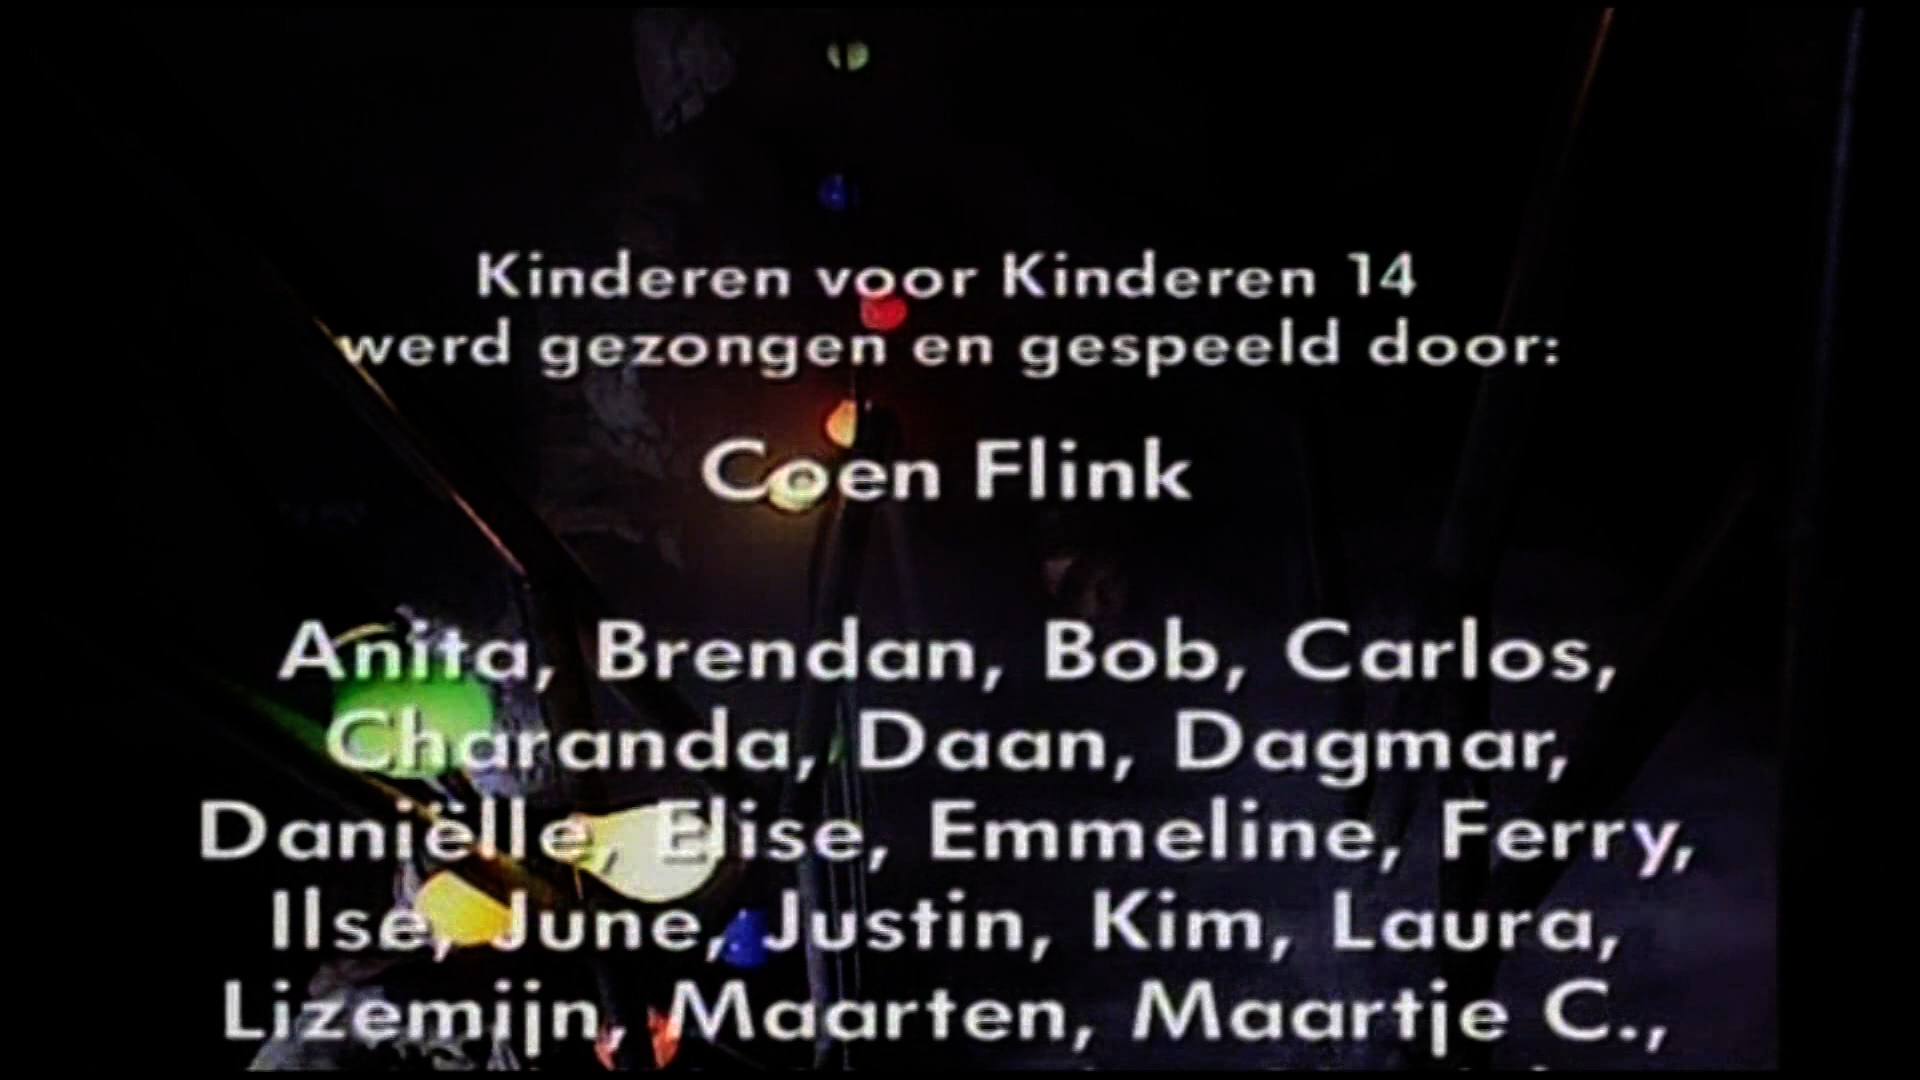 Kinderen voor Kinderen 14
werd gezongen en gespeeld door:
Coen Flink
Anita, Brendan, Bob, Carlos,
Charanda, Daan, Dagmar,
Daniëlle, Elise, Emmeline, Ferry,
Ilse, June, Justin, Kim, Laura,
Lizemijn, Maarten, Maartje C.,